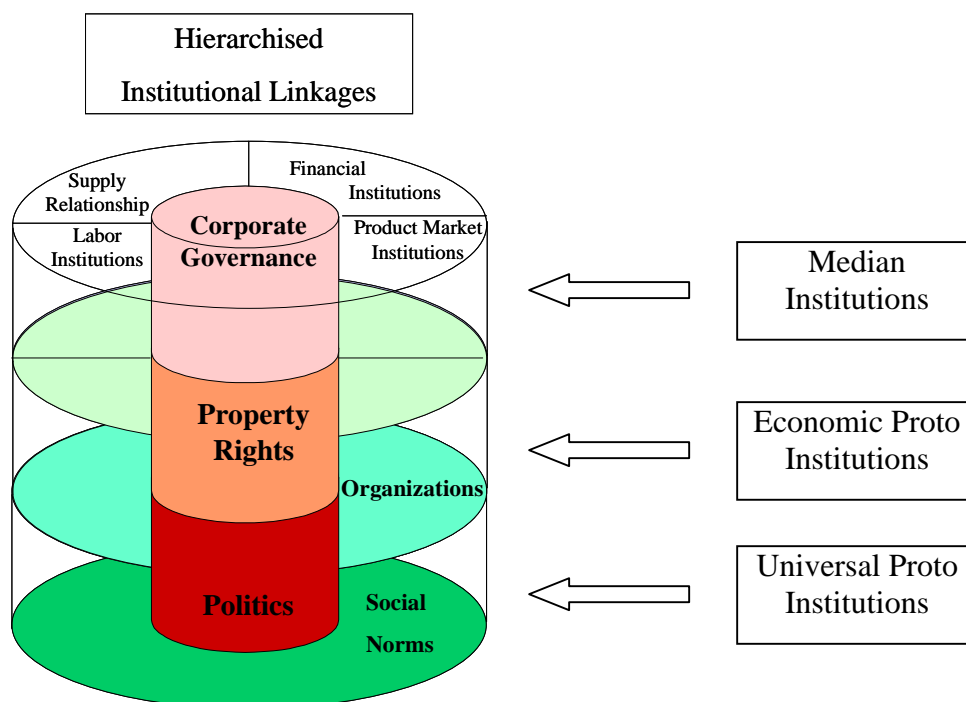 Hierarchised
Institutional Linkages
Supply
Relationship
Financial
Institutions
Labor
Institutions
Corporate
Governance
Product Market
Institutions
Median
Institutions
Property
Rights
Organizations
Economic Proto
Institutions
Politics
Social
Norms
Universal Proto
Institutions